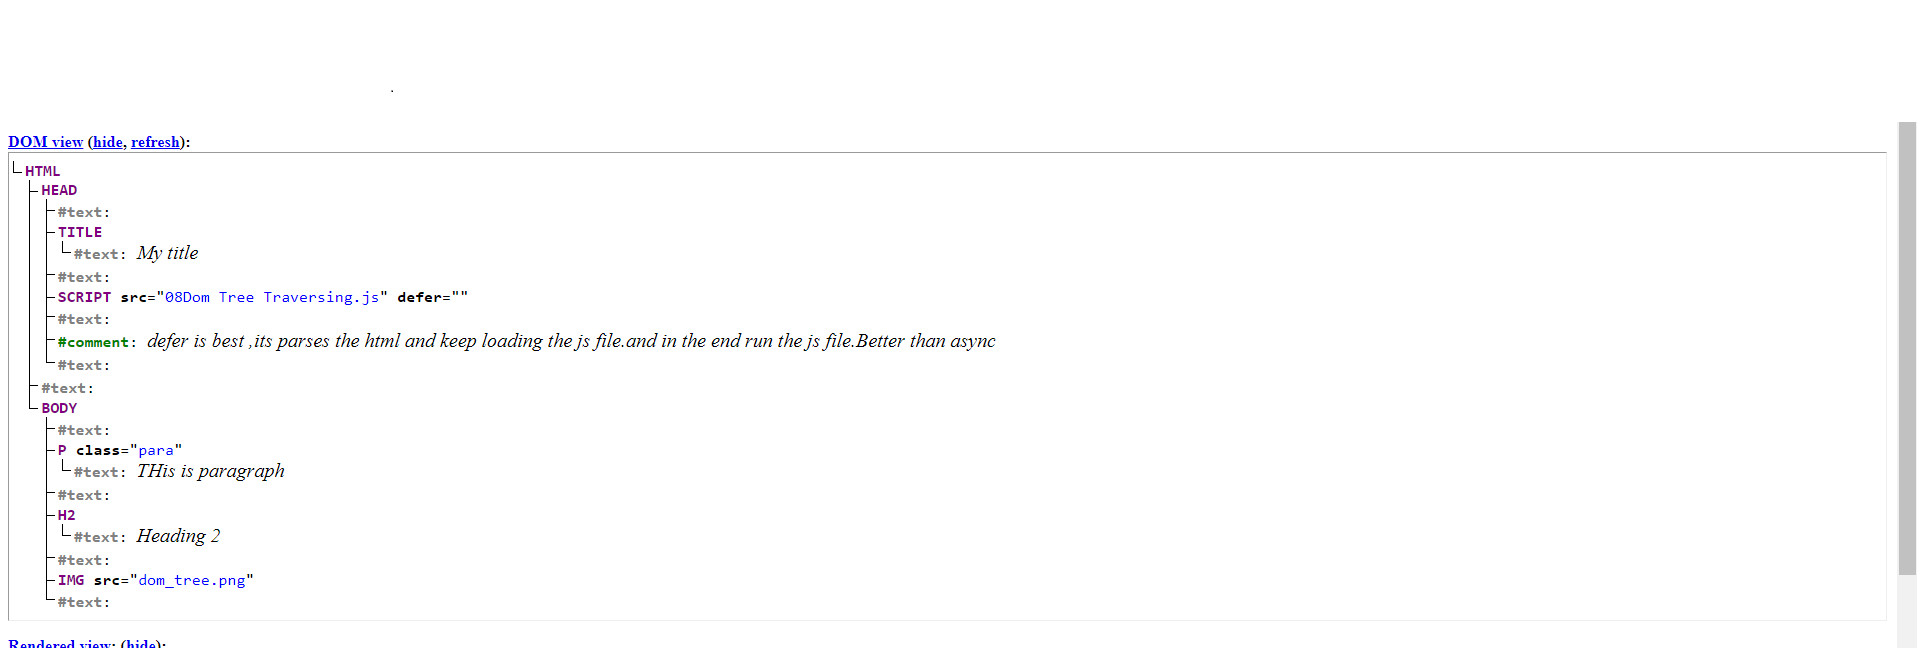 DOM view (hide, refresh):
HTML
HEAD
#text:
TITLE
#text: My title
#text:
SCRIPT src="08Dom Tree Traversing.js" defer=""
#text:
#comment: defer is best ,its parses the html and keep loading the js file.and in the end run the js file.Better than async
#text:
#text:
BODY
#text:
P class="para"
#text: THis is paragraph
#text:
H2
#text: Heading 2
#text:
IMG src="dom_tree.png"
#text:
Rendered view: (hide):